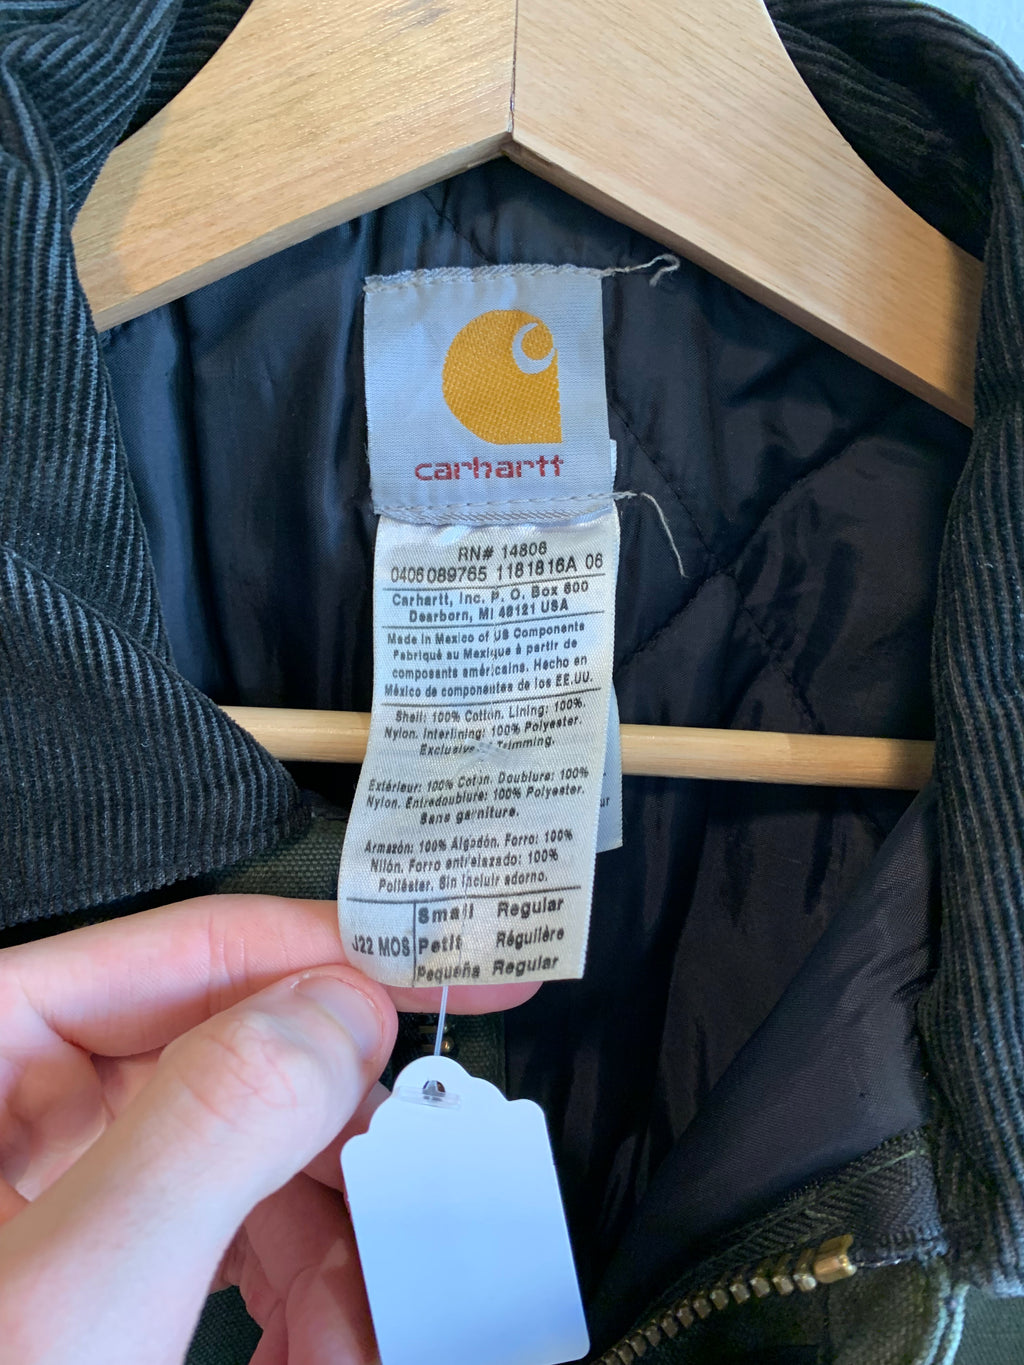 carhartt
RN# 14806
0406089765 1181816A 06
Carhartt, Inc. P. O. Box 600
Dearborn, MI 48121 USA
Made in Mexico of US Components
Fabriqué au Mexique à partir de
composants américains. Hecho en
México de componentes de los EE.UU.
Shell: 100% Cotton. Lining: 100%.
Nylon. Interlining: 100% Polyester.
Exclusive of Trimming.
Extérieur: 100% Coton. Doublure: 100%
Nylon. Entredoublure: 100% Polyester.
Sans garniture.
Armazón: 100% Algodón. Forro: 100%
Nilón. Forro entrelazado: 100%
Poliéster. Sin incluir adorno.
J22 MOS
Small Regular
Petit Régulière
Pequeña Regular